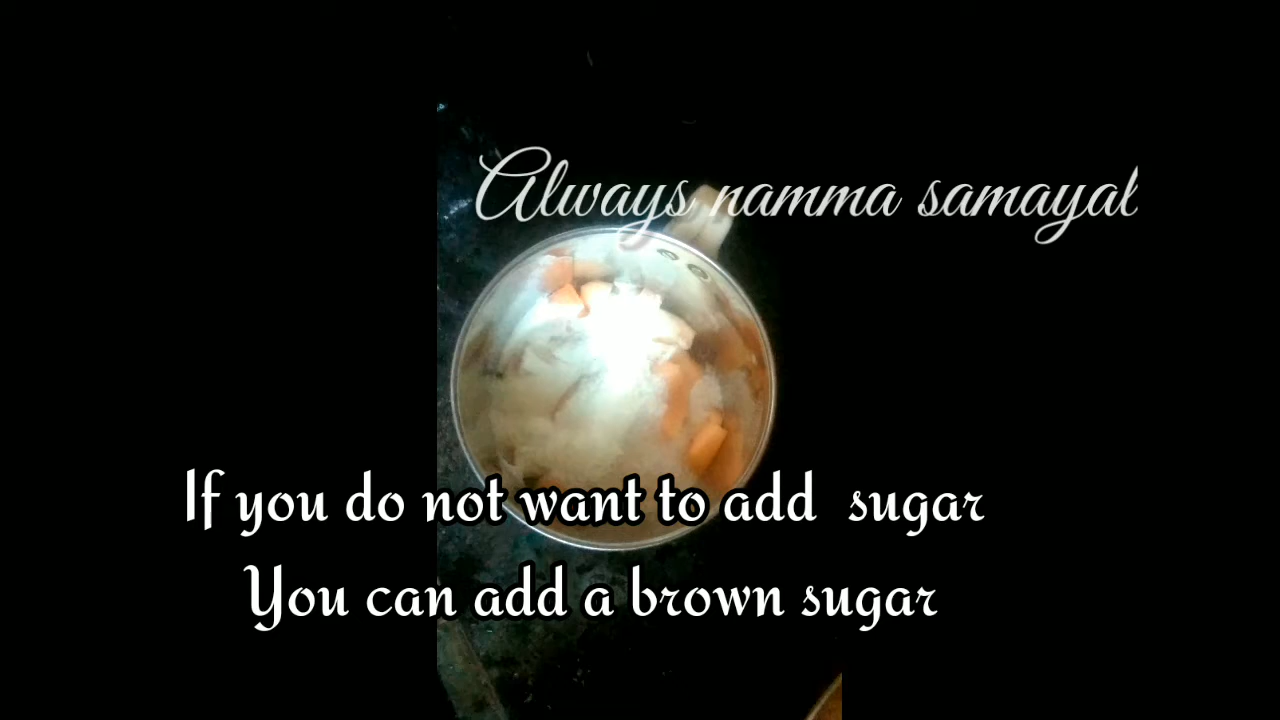 Always namma samayal
If you do not want to add sugar
You can add a brown sugar